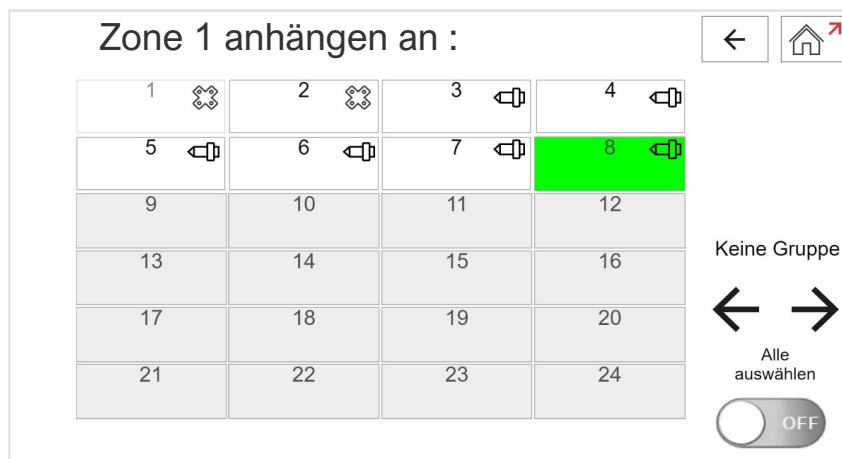 Zone 1 anhängen an :
1 2 3 4
5 6 7 8
9 10 11 12
13 14 15 16
17 18 19 20
21 22 23 24
Keine Gruppe
Alle
auswählen
OFF